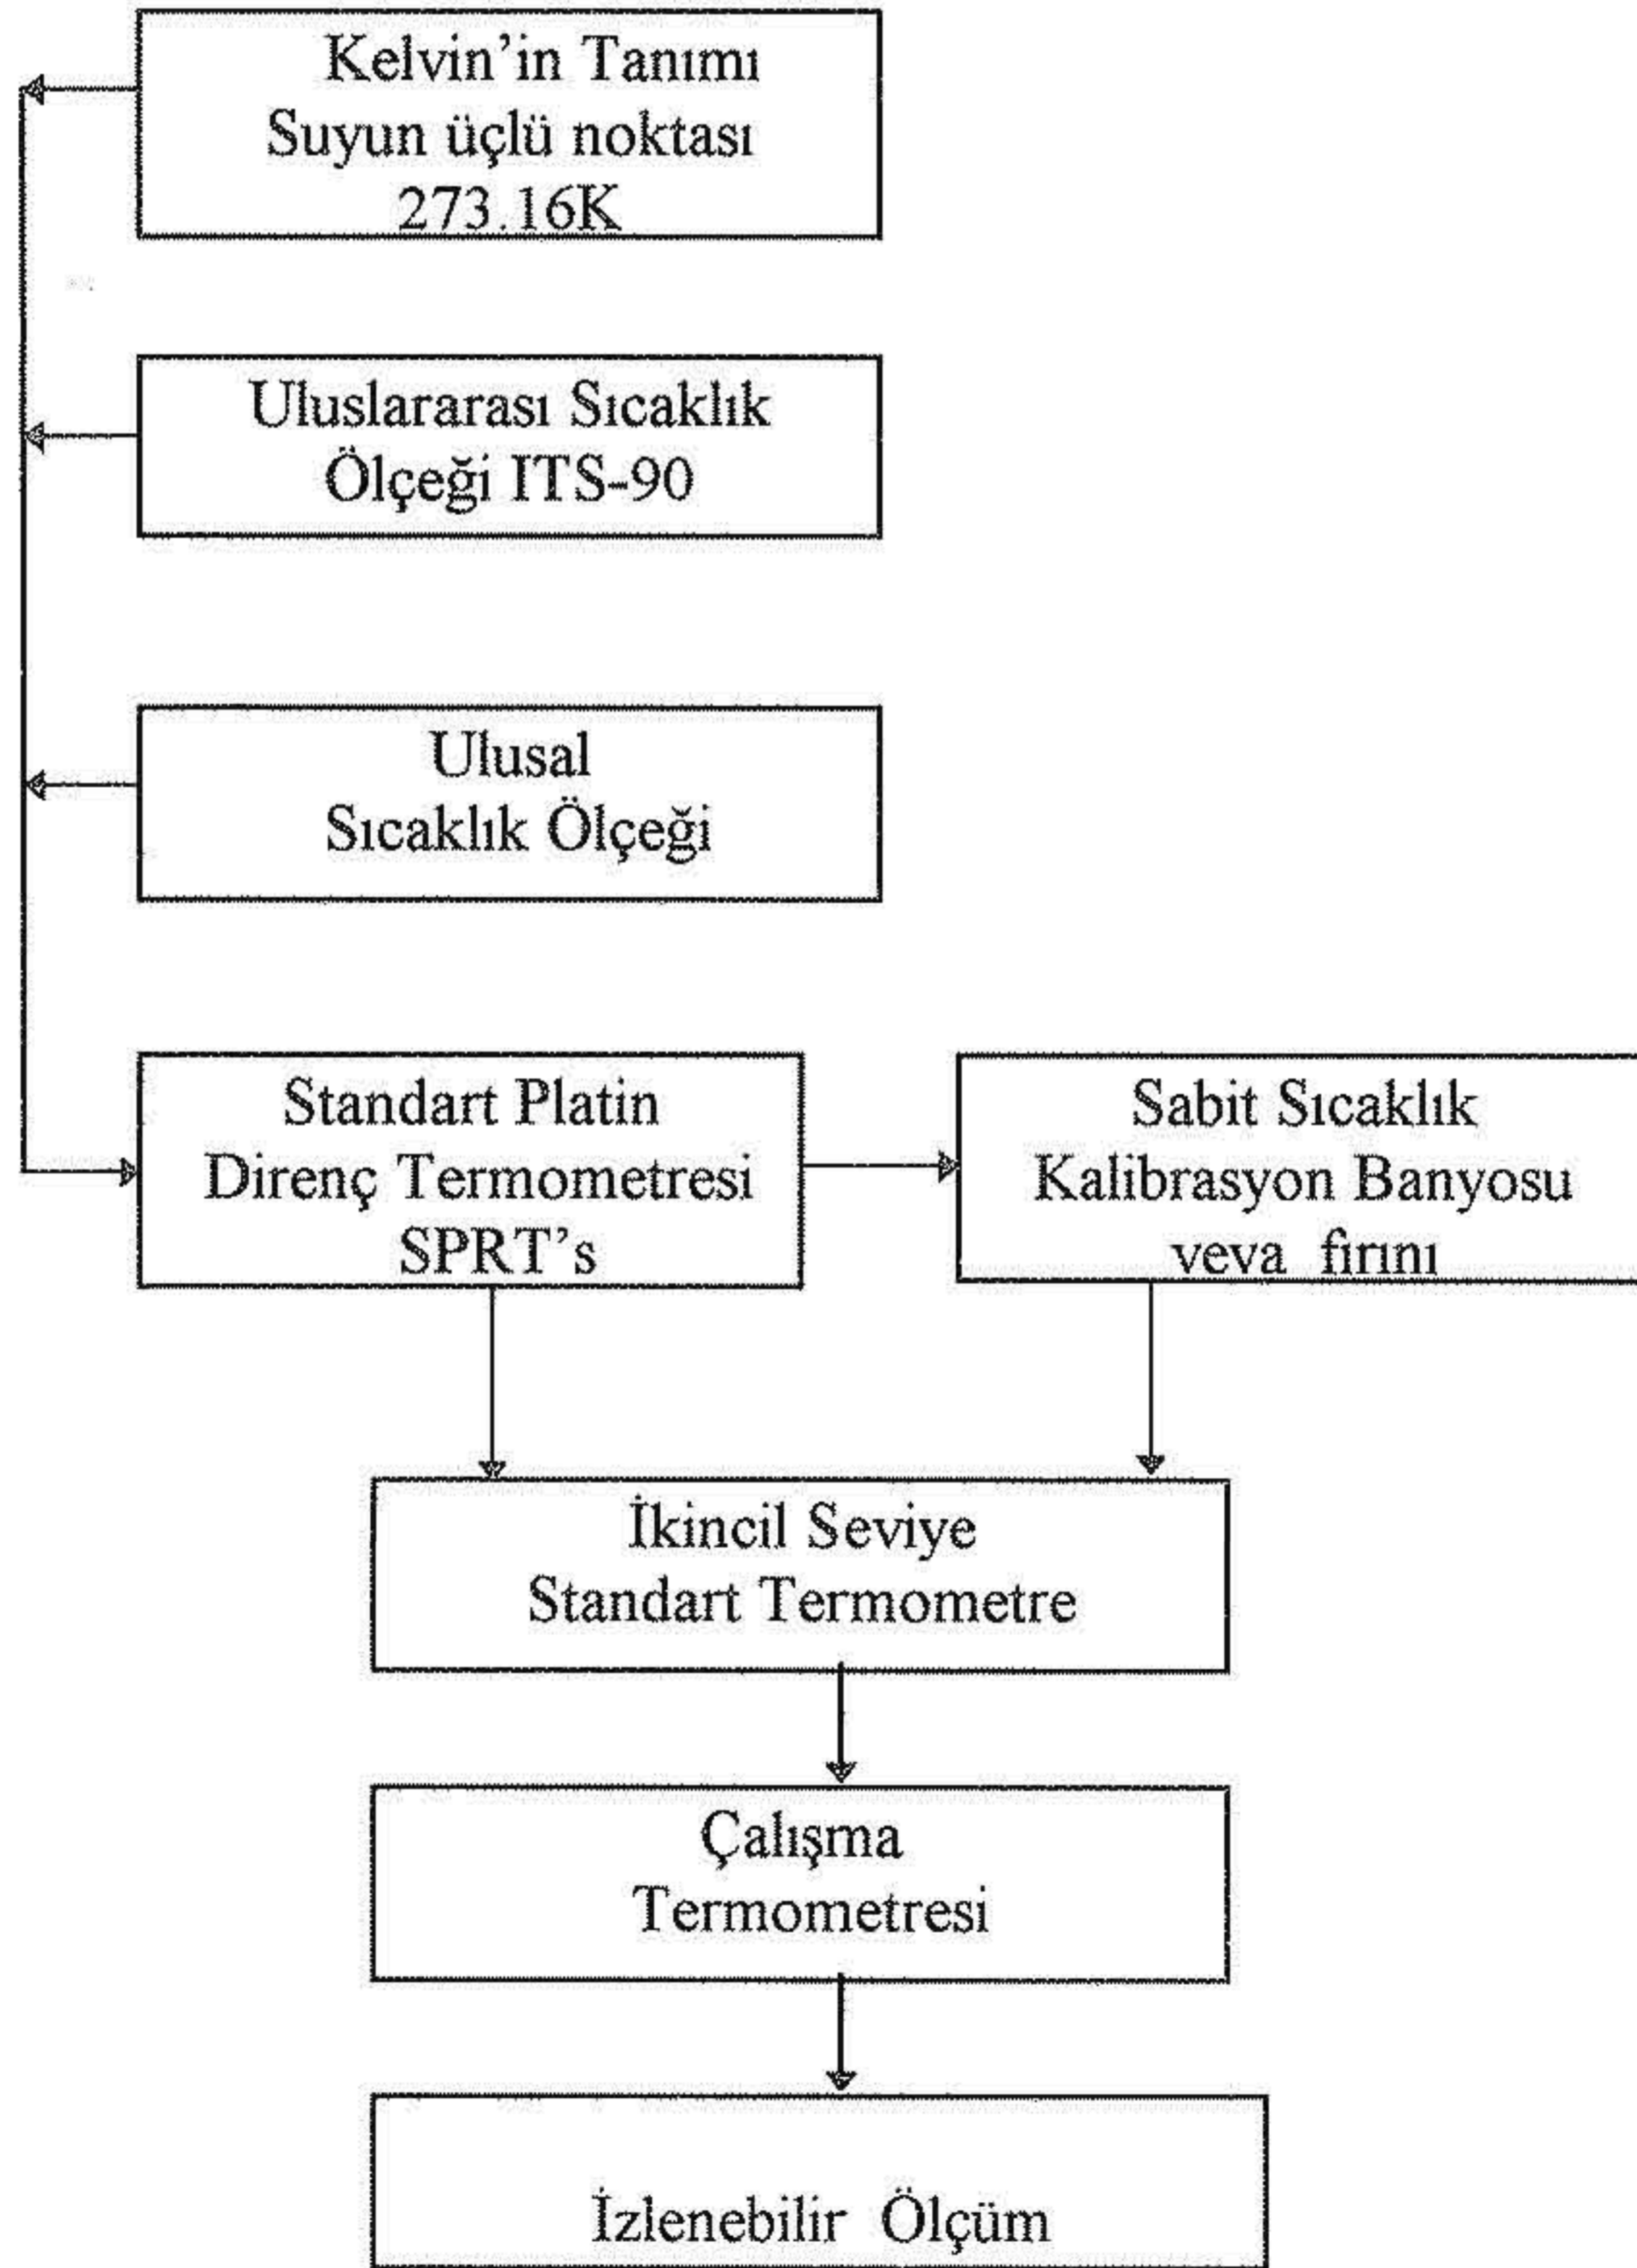 Kelvin’in Tanımı
Suyun üçlü noktası
273.16K
Uluslararası Sıcaklık
Ölçeği ITS-90
Ulusal
Sıcaklık Ölçeği
Standart Platin
Direnç Termometresi
SPRT’s
Sabit Sıcaklık
Kalibrasyon Banyosu
veva fırını
İkincil Seviye
Standart Termometre
Çalışma
Termometresi
İzlenebilir Ölçüm